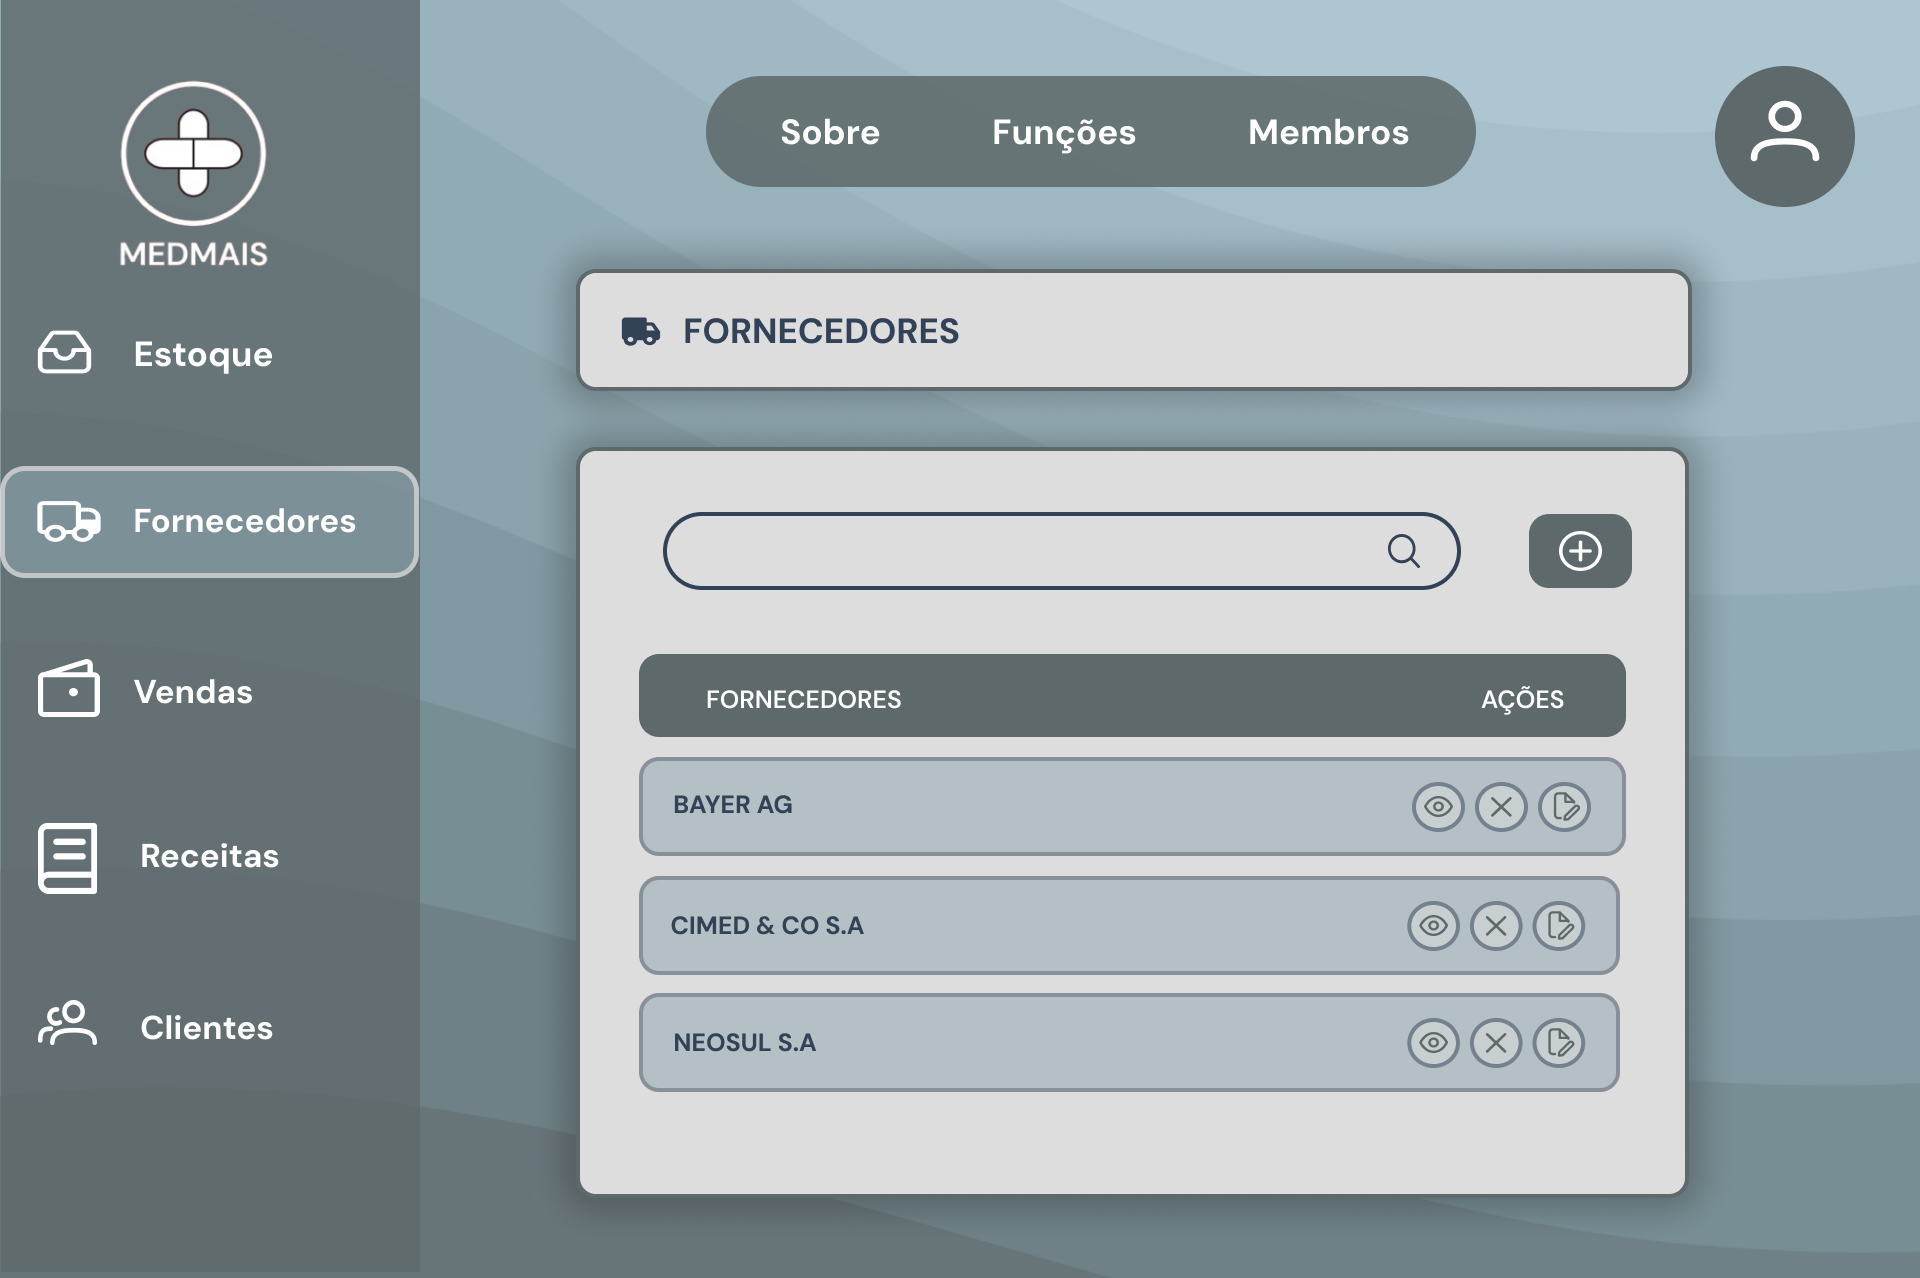 MEDMAIS
Estoque
Fornecedores
Vendas
Receitas
Clientes
Sobre Funções Membros
FORNECEDORES
FORNECEDORES AÇÕES
BAYER AG
CIMED & CO S.A
NEOSUL S.A